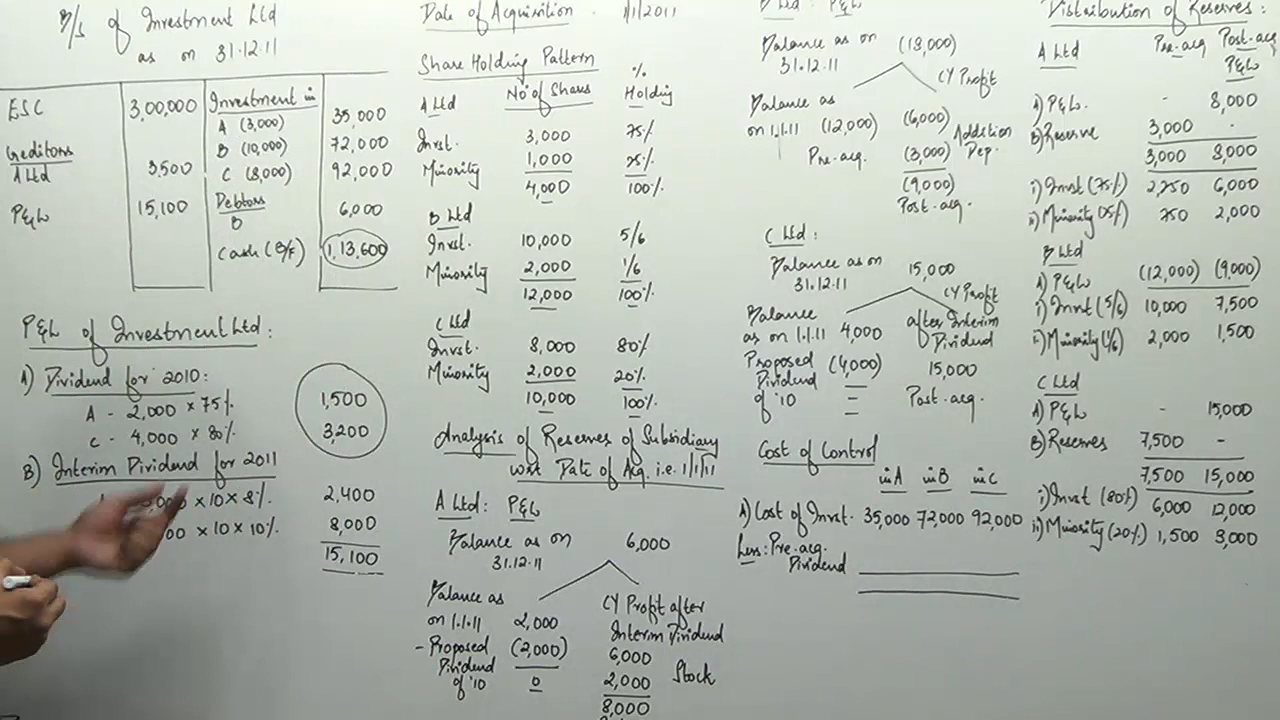 B/S of Investment Ltd
as on 31.12.11
ESC 3,00,000 Investment in
A (3,000) 35,000
Creditors B (10,000) 72,000
A Ltd 3,500 C (8,000) 92,000
P&L 15,100 Debtors
B 6,000
Cash (B/F) 1,13,600
P&L of Investment Ltd:
A) Dividend for 2010:
A - 2,000 × 75% 1,500
C - 4,000 × 80% 3,200
B) Interim Dividend for 2011
× 10 × 8%. 2,400
× 10 × 10%. 8,000
15,100
Date of Acquisition - 1/1/2011
Share Holding Pattern
A Ltd No of Shares % Holding
Invst. 3,000 75%
Minority 1,000 25%
4,000 100%
B Ltd
Invst. 10,000 5/6
Minority 2,000 1/6
12,000 100%
C Ltd
Invst. 8,000 80%
Minority 2,000 20%
10,000 100%
Analysis of Reserves of Subsidiary
wrt Date of Acq. i.e. 1/1/11
A Ltd: P&L
Balance as on 6,000
31.12.11
Balance as
on 1.1.11 2,000
- Proposed (2,000)
Dividend
of '10 0
CY Profit after
Interim Dividend
6,000
2,000 Stock
8,000
B Ltd: P&L
Balance as on (18,000)
31.12.11
CY Profit
Balance as
on 1.1.11 (12,000) (6,000)
Pre-acq. (3,000) Addition Dep.
(9,000)
Post-acq.
C Ltd:
Balance as on 15,000
31.12.11
Balance
as on 1.1.11 4,000
Proposed (4,000)
Dividend
of '10
CY Profit
after Interim
Dividend
15,000
Post-acq.
Cost of Control
in A in B in C
A) Cost of Invst. 35,000 72,000 92,000
Less: Pre-acq.
Dividend
Distribution of Reserves:
A Ltd Pre-acq Post-acq
P&L
A) P&L. - 8,000
B) Reserve 3,000 -
3,000 8,000
i) Invst (75%) 2,250 6,000
ii) Minority (25%) 750 2,000
B Ltd
A) P&L (12,000) (9,000)
i) Invst (5/6) 10,000 7,500
ii) Minority (1/6) 2,000 1,500
C Ltd
A) P&L - 15,000
B) Reserves 7,500 -
7,500 15,000
i) Invst (80%) 6,000 12,000
ii) Minority (20%) 1,500 3,000